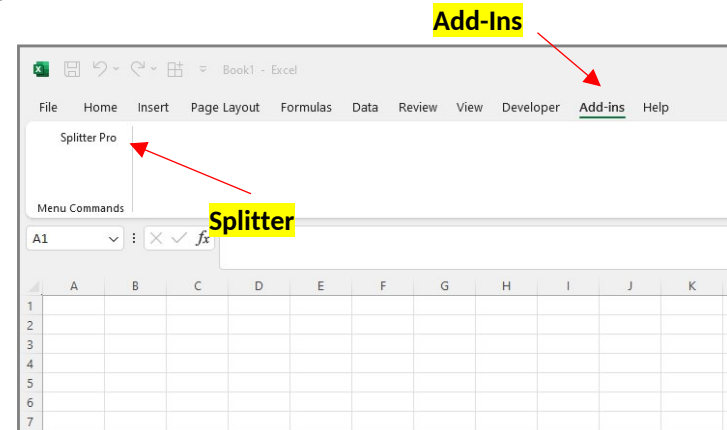 Add-Ins
Book1 - Excel
File Home Insert Page Layout Formulas Data Review View Developer Add-ins Help
Splitter Pro
Menu Commands
Splitter
A1 fx
A B C D E F G H I J K
1
2
3
4
5
6
7